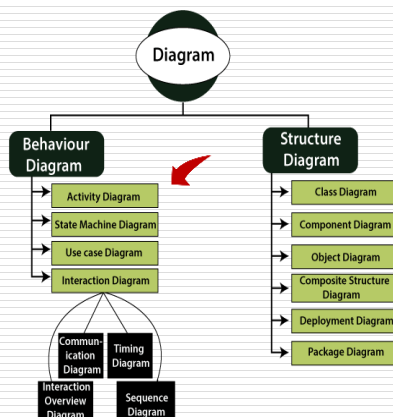 Diagram
Behaviour
Diagram
Activity Diagram
State Machine Diagram
Use case Diagram
Interaction Diagram
Commun-
ication
Diagram
Timing
Diagram
Interaction
Overview
Diagram
Sequence
Diagram
Structure
Diagram
Class Diagram
Component Diagram
Object Diagram
Composite Structure
Diagram
Deployment Diagram
Package Diagram